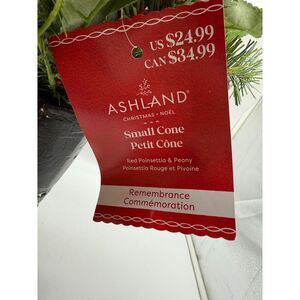 US $24.99
CAN $34.99
ASHLAND®
CHRISTMAS • NOËL
Small Cone
Petit Cône
Red Poinsettia & Peony
Poinsettia Rouge et Pivoine
Remembrance
Commémoration